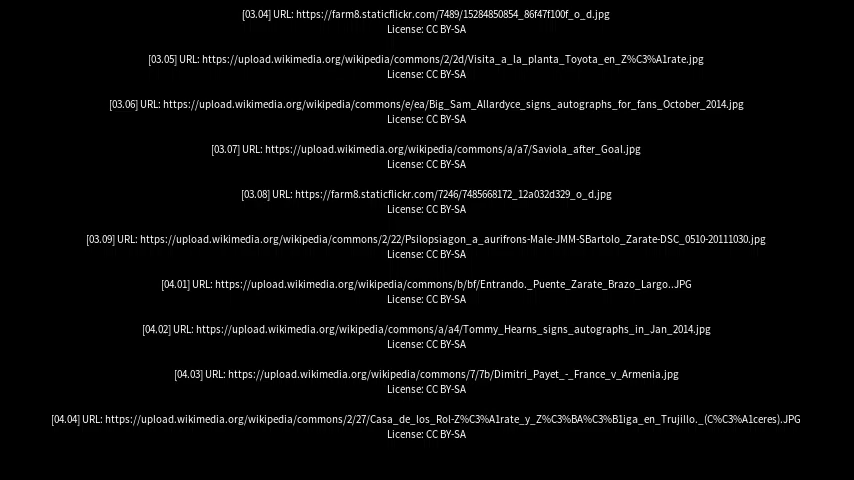 [03.04] URL: https://farm8.staticflickr.com/7489/15284850854_86f47f100f_o_d.jpg
License: CC BY-SA
[03.05] URL: https://upload.wikimedia.org/wikipedia/commons/2/2d/Visita_a_la_planta_Toyota_en_Z%C3%A1rate.jpg
License: CC BY-SA
[03.06] URL: https://upload.wikimedia.org/wikipedia/commons/e/ea/Big_Sam_Allardyce_signs_autographs_for_fans_October_2014.jpg
License: CC BY-SA
[03.07] URL: https://upload.wikimedia.org/wikipedia/commons/a/a7/Saviola_after_Goal.jpg
License: CC BY-SA
[03.08] URL: https://farm8.staticflickr.com/7246/7485668172_12a032d329_o_d.jpg
License: CC BY-SA
[03.09] URL: https://upload.wikimedia.org/wikipedia/commons/2/22/Psilopsiagon_a_aurifrons-Male-JMM-SBartolo_Zarate-DSC_0510-20111030.jpg
License: CC BY-SA
[04.01] URL: https://upload.wikimedia.org/wikipedia/commons/b/bf/Entrando._Puente_Zarate_Brazo_Largo..JPG
License: CC BY-SA
[04.02] URL: https://upload.wikimedia.org/wikipedia/commons/a/a4/Tommy_Hearns_signs_autographs_in_Jan_2014.jpg
License: CC BY-SA
[04.03] URL: https://upload.wikimedia.org/wikipedia/commons/7/7b/Dimitri_Payet_-_France_v_Armenia.jpg
License: CC BY-SA
[04.04] URL: https://upload.wikimedia.org/wikipedia/commons/2/27/Casa_de_los_Rol-Z%C3%A1rate_y_Z%C3%BA%C3%B1iga_en_Trujillo._(C%C3%A1ceres).JPG
License: CC BY-SA